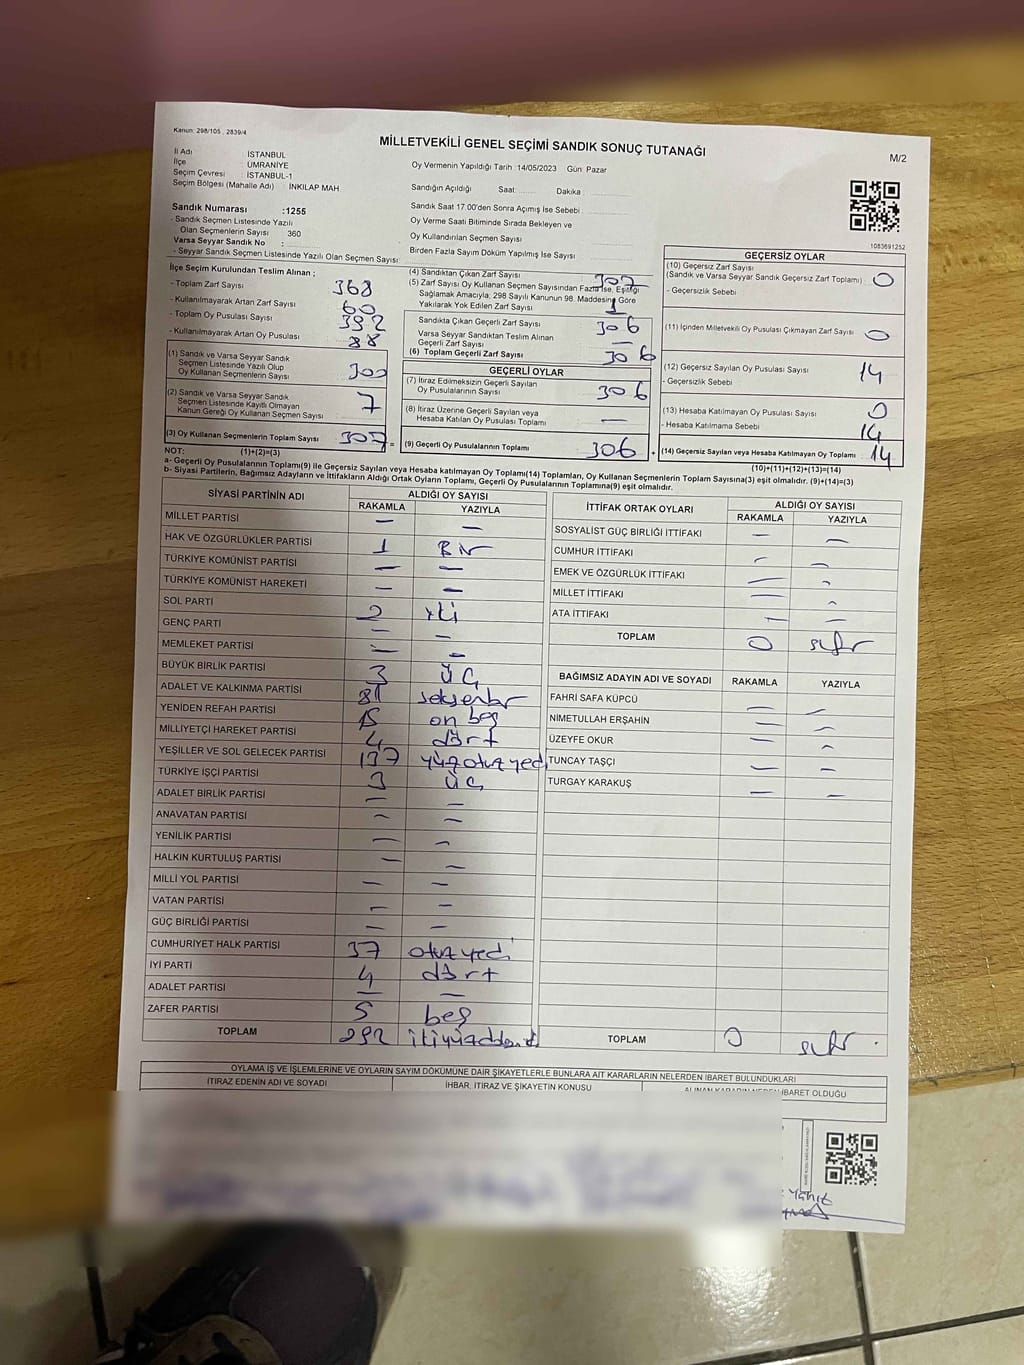 Kanun: 298/105 , 2839/4
MİLLETVEKİLİ GENEL SEÇİMİ SANDIK SONUÇ TUTANAĞI
M/2
İl Adı : İSTANBUL
İlçe : ÜMRANİYE
Seçim Çevresi : İSTANBUL-1
Seçim Bölgesi (Mahalle Adı) : İNKILAP MAH.
Oy Vermenin Yapıldığı Tarih :14/05/2023 Gün: Pazar
Sandığın Açıldığı Saat: Dakika:
Sandık Saat 17.00'den Sonra Açımış İse Sebebi
Oy Verme Saati Bitiminde Sırada Bekleyen ve
Oy Kullandırılan Seçmen Sayısı
Birden Fazla Sayım Döküm Yapılmış İse Sayısı
1083691252
Sandık Numarası :1255
- Sandık Seçmen Listesinde Yazılı
Olan Seçmenlerin Sayısı : 360
Varsa Seyyar Sandık No :
- Seyyar Sandık Seçmen Listesinde Yazılı Olan Seçmen Sayısı:
İlçe Seçim Kurulundan Teslim Alınan ;
- Toplam Zarf Sayısı 368
- Kullanılmayarak Artan Zarf Sayısı 60
- Toplam Oy Pusulası Sayısı 392
- Kullanılmayarak Artan Oy Pusulası 88
(1) Sandık ve Varsa Seyyar Sandık
Seçmen Listesinde Yazılı Olup
Oy Kullanan Seçmenlerin Sayısı
(2) Sandık ve Varsa Seyyar Sandık
Seçmen Listesinde Kayıtlı Olmayan
Kanun Gereği Oy Kullanan Seçmen Sayısı 7
(3) Oy Kullanan Seçmenlerin Toplam Sayısı 307 =
(1)+(2)=(3)
(4) Sandıktan Çıkan Zarf Sayısı 307
(5) Zarf Sayısı Oy Kullanan Seçmen Sayısından Fazla İse, Eşitliği
Sağlamak Amacıyla; 298 Sayılı Kanunun 98. Maddesine Göre
Yakılarak Yok Edilen Zarf Sayısı 1
Sandıkta Çıkan Geçerli Zarf Sayısı 306
Varsa Seyyar Sandıktan Teslim Alınan
Geçerli Zarf Sayısı —
(6) Toplam Geçerli Zarf Sayısı 306
GEÇERLİ OYLAR
(7) İtiraz Edilmeksizin Geçerli Sayılan
Oy Pusulalarının Sayısı 306
(8) İtiraz Üzerine Geçerli Sayılan veya
Hesaba Katılan Oy Pusulası Toplamı —
(9) Geçerli Oy Pusulalarının Toplamı 306
GEÇERSİZ OYLAR
(10) Geçersiz Zarf Sayısı
(Sandık ve Varsa Seyyar Sandık Geçersiz Zarf Toplamı) 0
- Geçersizlik Sebebi
(11) İçinden Milletvekili Oy Pusulası Çıkmayan Zarf Sayısı 0
(12) Geçersiz Sayılan Oy Pusulası Sayısı 14
- Geçersizlik Sebebi
(13) Hesaba Katılmayan Oy Pusulası Sayısı 0
- Hesaba Katılmama Sebebi 14
(14) Geçersiz Sayılan veya Hesaba Katılmayan Oy Toplamı 14
(10)+(11)+(12)+(13)=(14)
NOT:
a- Geçerli Oy Pusulalarının Toplamı(9) ile Geçersiz Sayılan veya Hesaba katılmayan Oy Toplamı(14) Toplamları, Oy Kullanan Seçmenlerin Toplam Sayısına(3) eşit olmalıdır. (9)+(14)=(3)
b- Siyasi Partilerin, Bağımsız Adayların ve İttifakların Aldığı Ortak Oyların Toplamı, Geçerli Oy Pusulalarının Toplamına(9) eşit olmalıdır.
SİYASİ PARTİNİN ADI ALDIĞI OY SAYISI
RAKAMLA YAZIYLA
MİLLET PARTİSİ — —
HAK VE ÖZGÜRLÜKLER PARTİSİ 1 Bir
TÜRKİYE KOMÜNİST PARTİSİ — —
TÜRKİYE KOMÜNİST HAREKETİ — —
SOL PARTİ 2 iki
GENÇ PARTİ — —
MEMLEKET PARTİSİ — —
BÜYÜK BİRLİK PARTİSİ 3 ÜÇ
ADALET VE KALKINMA PARTİSİ 81 seksenbir
YENİDEN REFAH PARTİSİ 15 on beş
MİLLİYETÇİ HAREKET PARTİSİ 4 dört
YEŞİLLER VE SOL GELECEK PARTİSİ 137 yüzotuzyedi
TÜRKİYE İŞÇİ PARTİSİ 3 ÜÇ
ADALET BİRLİK PARTİSİ — —
ANAVATAN PARTİSİ — —
YENİLİK PARTİSİ — —
HALKIN KURTULUŞ PARTİSİ — —
MİLLİ YOL PARTİSİ — —
VATAN PARTİSİ — —
GÜÇ BİRLİĞİ PARTİSİ — —
CUMHURİYET HALK PARTİSİ 37 otuzyedi
İYİ PARTİ 4 dört
ADALET PARTİSİ — —
ZAFER PARTİSİ 5 beş
TOPLAM 292
İTTİFAK ORTAK OYLARI ALDIĞI OY SAYISI
RAKAMLA YAZIYLA
SOSYALİST GÜÇ BİRLİĞİ İTTİFAKI — —
CUMHUR İTTİFAKI — —
EMEK VE ÖZGÜRLÜK İTTİFAKI — —
MİLLET İTTİFAKI — —
ATA İTTİFAKI — —
TOPLAM 0 sıfır
BAĞIMSIZ ADAYIN ADI VE SOYADI RAKAMLA YAZIYLA
FAHRİ SAFA KÜPCÜ — —
NİMETULLAH ERŞAHİN — —
ÜZEYFE OKUR — —
TUNCAY TAŞÇİ — —
TURGAY KARAKUŞ — —
TOPLAM 0 sıfır
OYLAMA İŞ VE İŞLEMLERİNE VE OYLARIN SAYIM DÖKÜMÜNE DAİR ŞİKAYETLERLE BUNLARA AİT KARARLARIN NELERDEN İBARET BULUNDUKLARI
İTİRAZ EDENİN ADI VE SOYADI İHBAR, İTİRAZ VE ŞİKAYETİN KONUSU ALINAN KARARIN NEDEN İBARET OLDUĞU